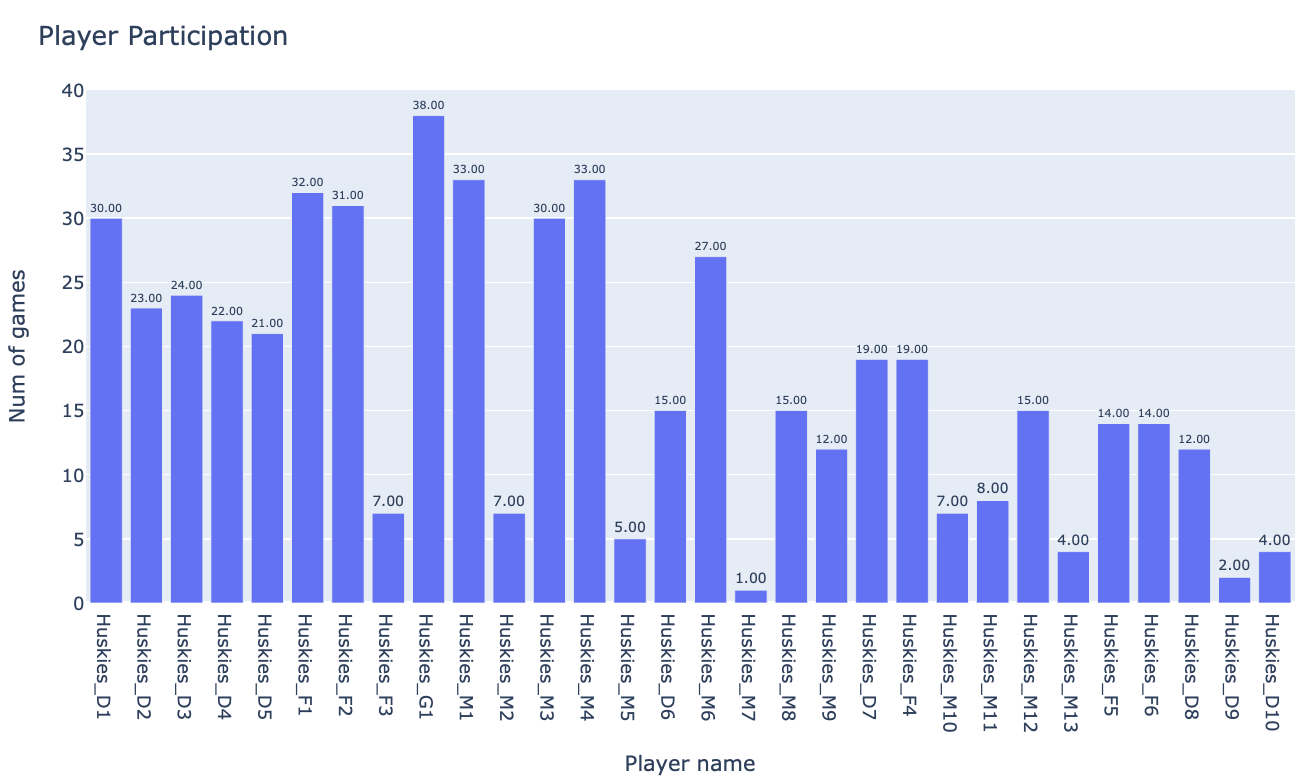 Player Participation
40
35
30
25
20
15
10
5
0
Num of games
30.00
23.00
24.00
22.00
21.00
32.00
31.00
7.00
38.00
33.00
7.00
30.00
33.00
5.00
15.00
27.00
1.00
15.00
12.00
19.00
19.00
7.00
8.00
15.00
4.00
14.00
14.00
12.00
2.00
4.00
Huskies_D1
Huskies_D2
Huskies_D3
Huskies_D4
Huskies_D5
Huskies_F1
Huskies_F2
Huskies_F3
Huskies_G1
Huskies_M1
Huskies_M2
Huskies_M3
Huskies_M4
Huskies_M5
Huskies_D6
Huskies_M6
Huskies_M7
Huskies_M8
Huskies_M9
Huskies_D7
Huskies_F4
Huskies_M10
Huskies_M11
Huskies_M12
Huskies_M13
Huskies_F5
Huskies_F6
Huskies_D8
Huskies_D9
Huskies_D10
Player name